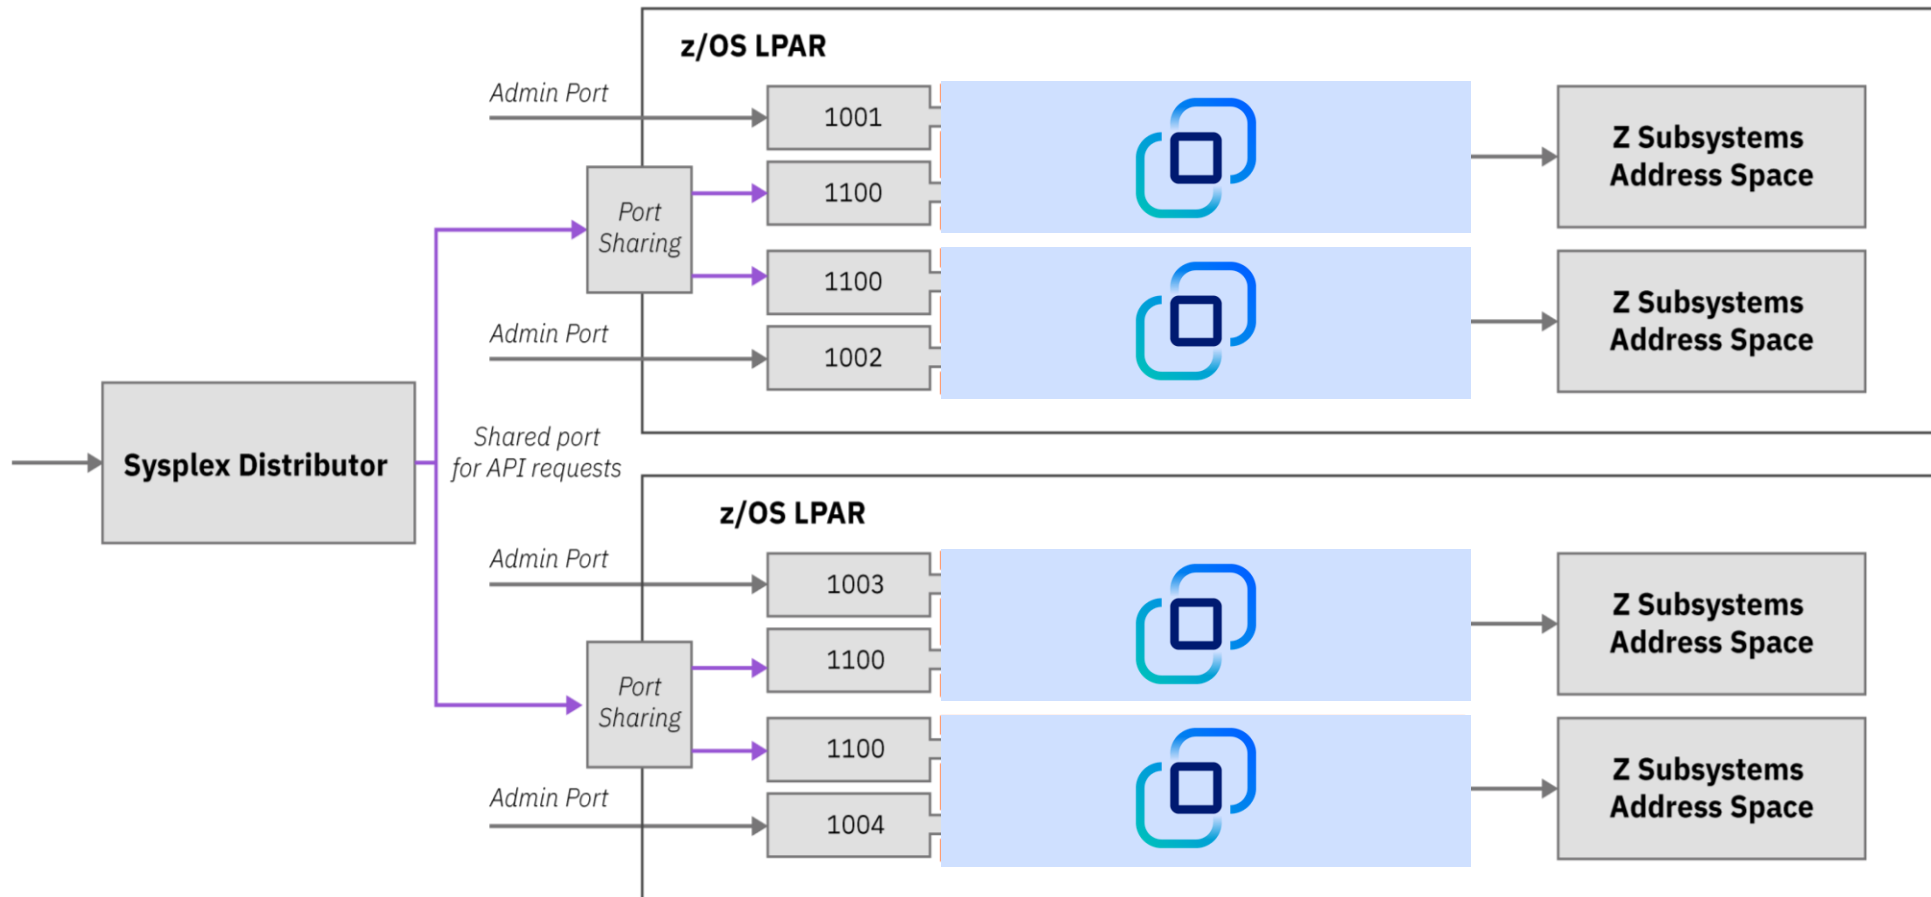 z/OS LPAR
Admin Port
1001
Z Subsystems
Address Space
1100
Port
Sharing
1100
Z Subsystems
Address Space
Admin Port
1002
Sysplex Distributor
Shared port
for API requests
z/OS LPAR
Admin Port
1003
Z Subsystems
Address Space
1100
Port
Sharing
1100
Z Subsystems
Address Space
Admin Port
1004